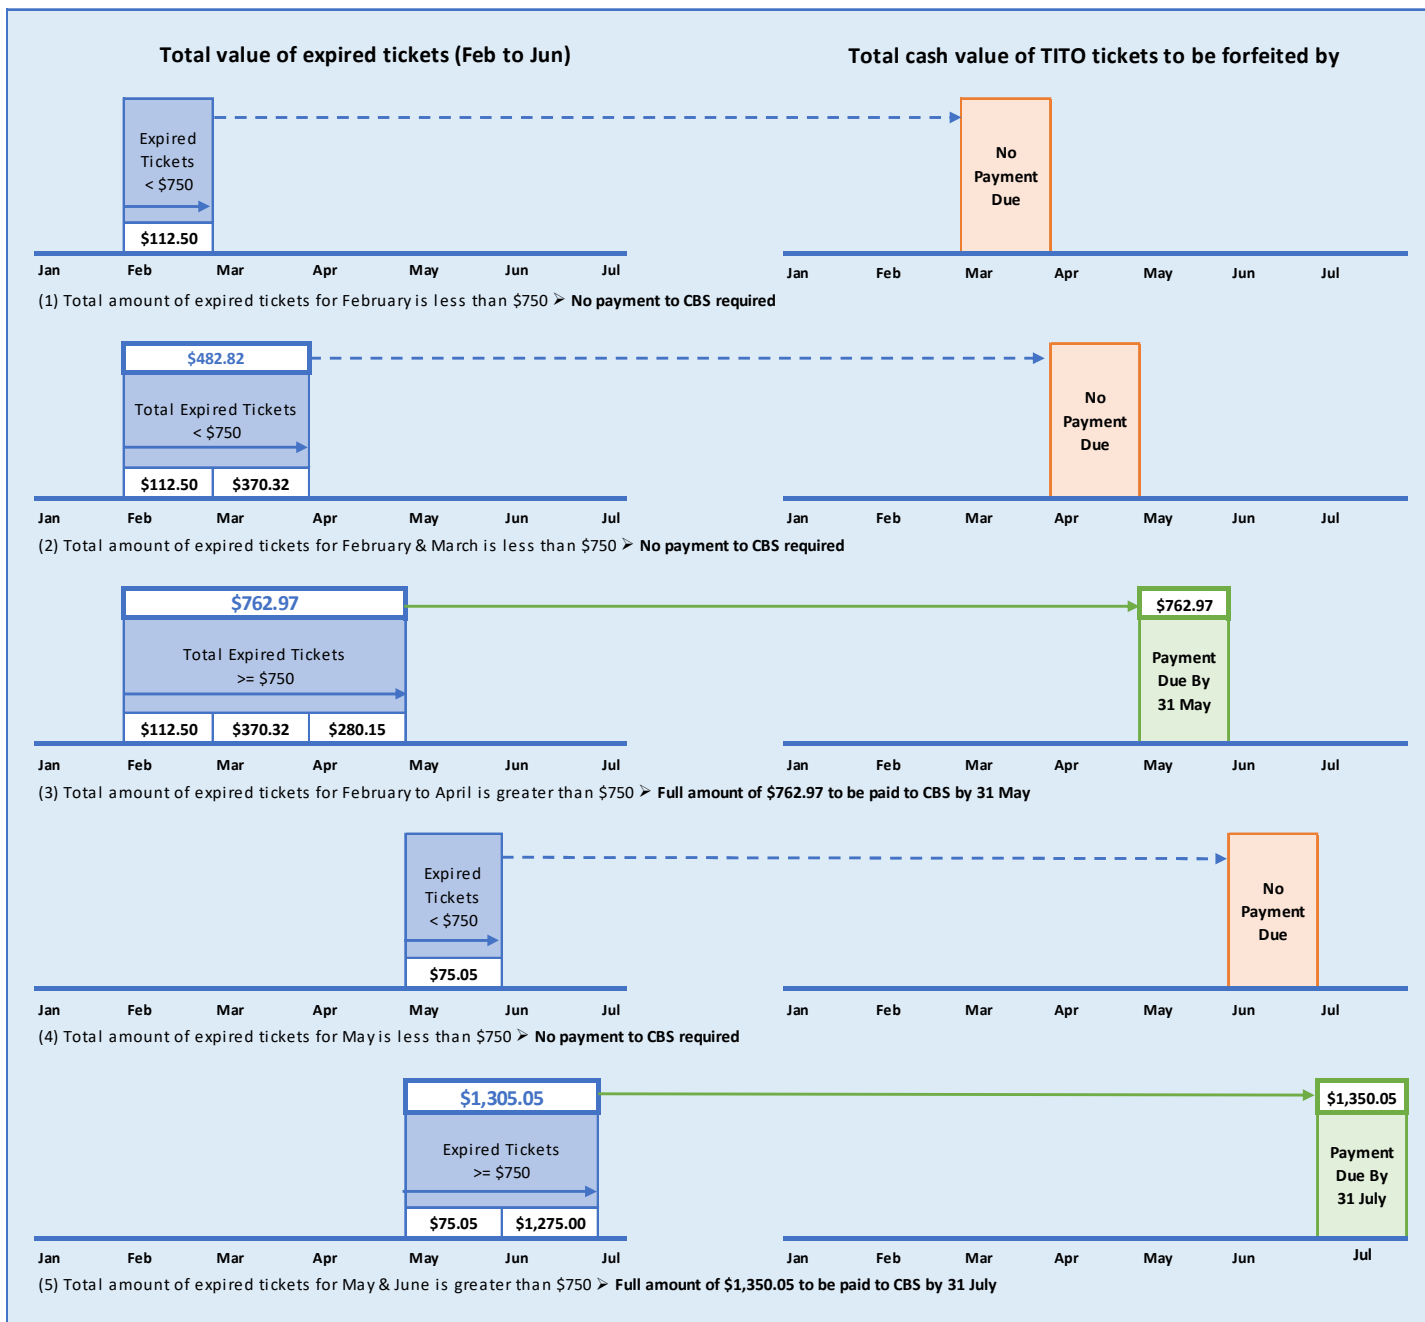 Total value of expired tickets (Feb to Jun)
Total cash value of TITO tickets to be forfeited by
Expired
Tickets
< $750
$112.50
No
Payment
Due
Jan Feb Mar Apr May Jun Jul
Jan Feb Mar Apr May Jun Jul
(1) Total amount of expired tickets for February is less than $750 ➢ No payment to CBS required
$482.82
Total Expired Tickets
< $750
$112.50 $370.32
No
Payment
Due
Jan Feb Mar Apr May Jun Jul
Jan Feb Mar Apr May Jun Jul
(2) Total amount of expired tickets for February & March is less than $750 ➢ No payment to CBS required
$762.97
Total Expired Tickets
>= $750
$112.50 $370.32 $280.15
$762.97
Payment
Due By
31 May
Jan Feb Mar Apr May Jun Jul
Jan Feb Mar Apr May Jun Jul
(3) Total amount of expired tickets for February to April is greater than $750 ➢ Full amount of $762.97 to be paid to CBS by 31 May
Expired
Tickets
< $750
$75.05
No
Payment
Due
Jan Feb Mar Apr May Jun Jul
Jan Feb Mar Apr May Jun Jul
(4) Total amount of expired tickets for May is less than $750 ➢ No payment to CBS required
$1,305.05
Expired Tickets
>= $750
$75.05 $1,275.00
$1,350.05
Payment
Due By
31 July
Jan Feb Mar Apr May Jun Jul
Jan Feb Mar Apr May Jun Jul
(5) Total amount of expired tickets for May & June is greater than $750 ➢ Full amount of $1,350.05 to be paid to CBS by 31 July